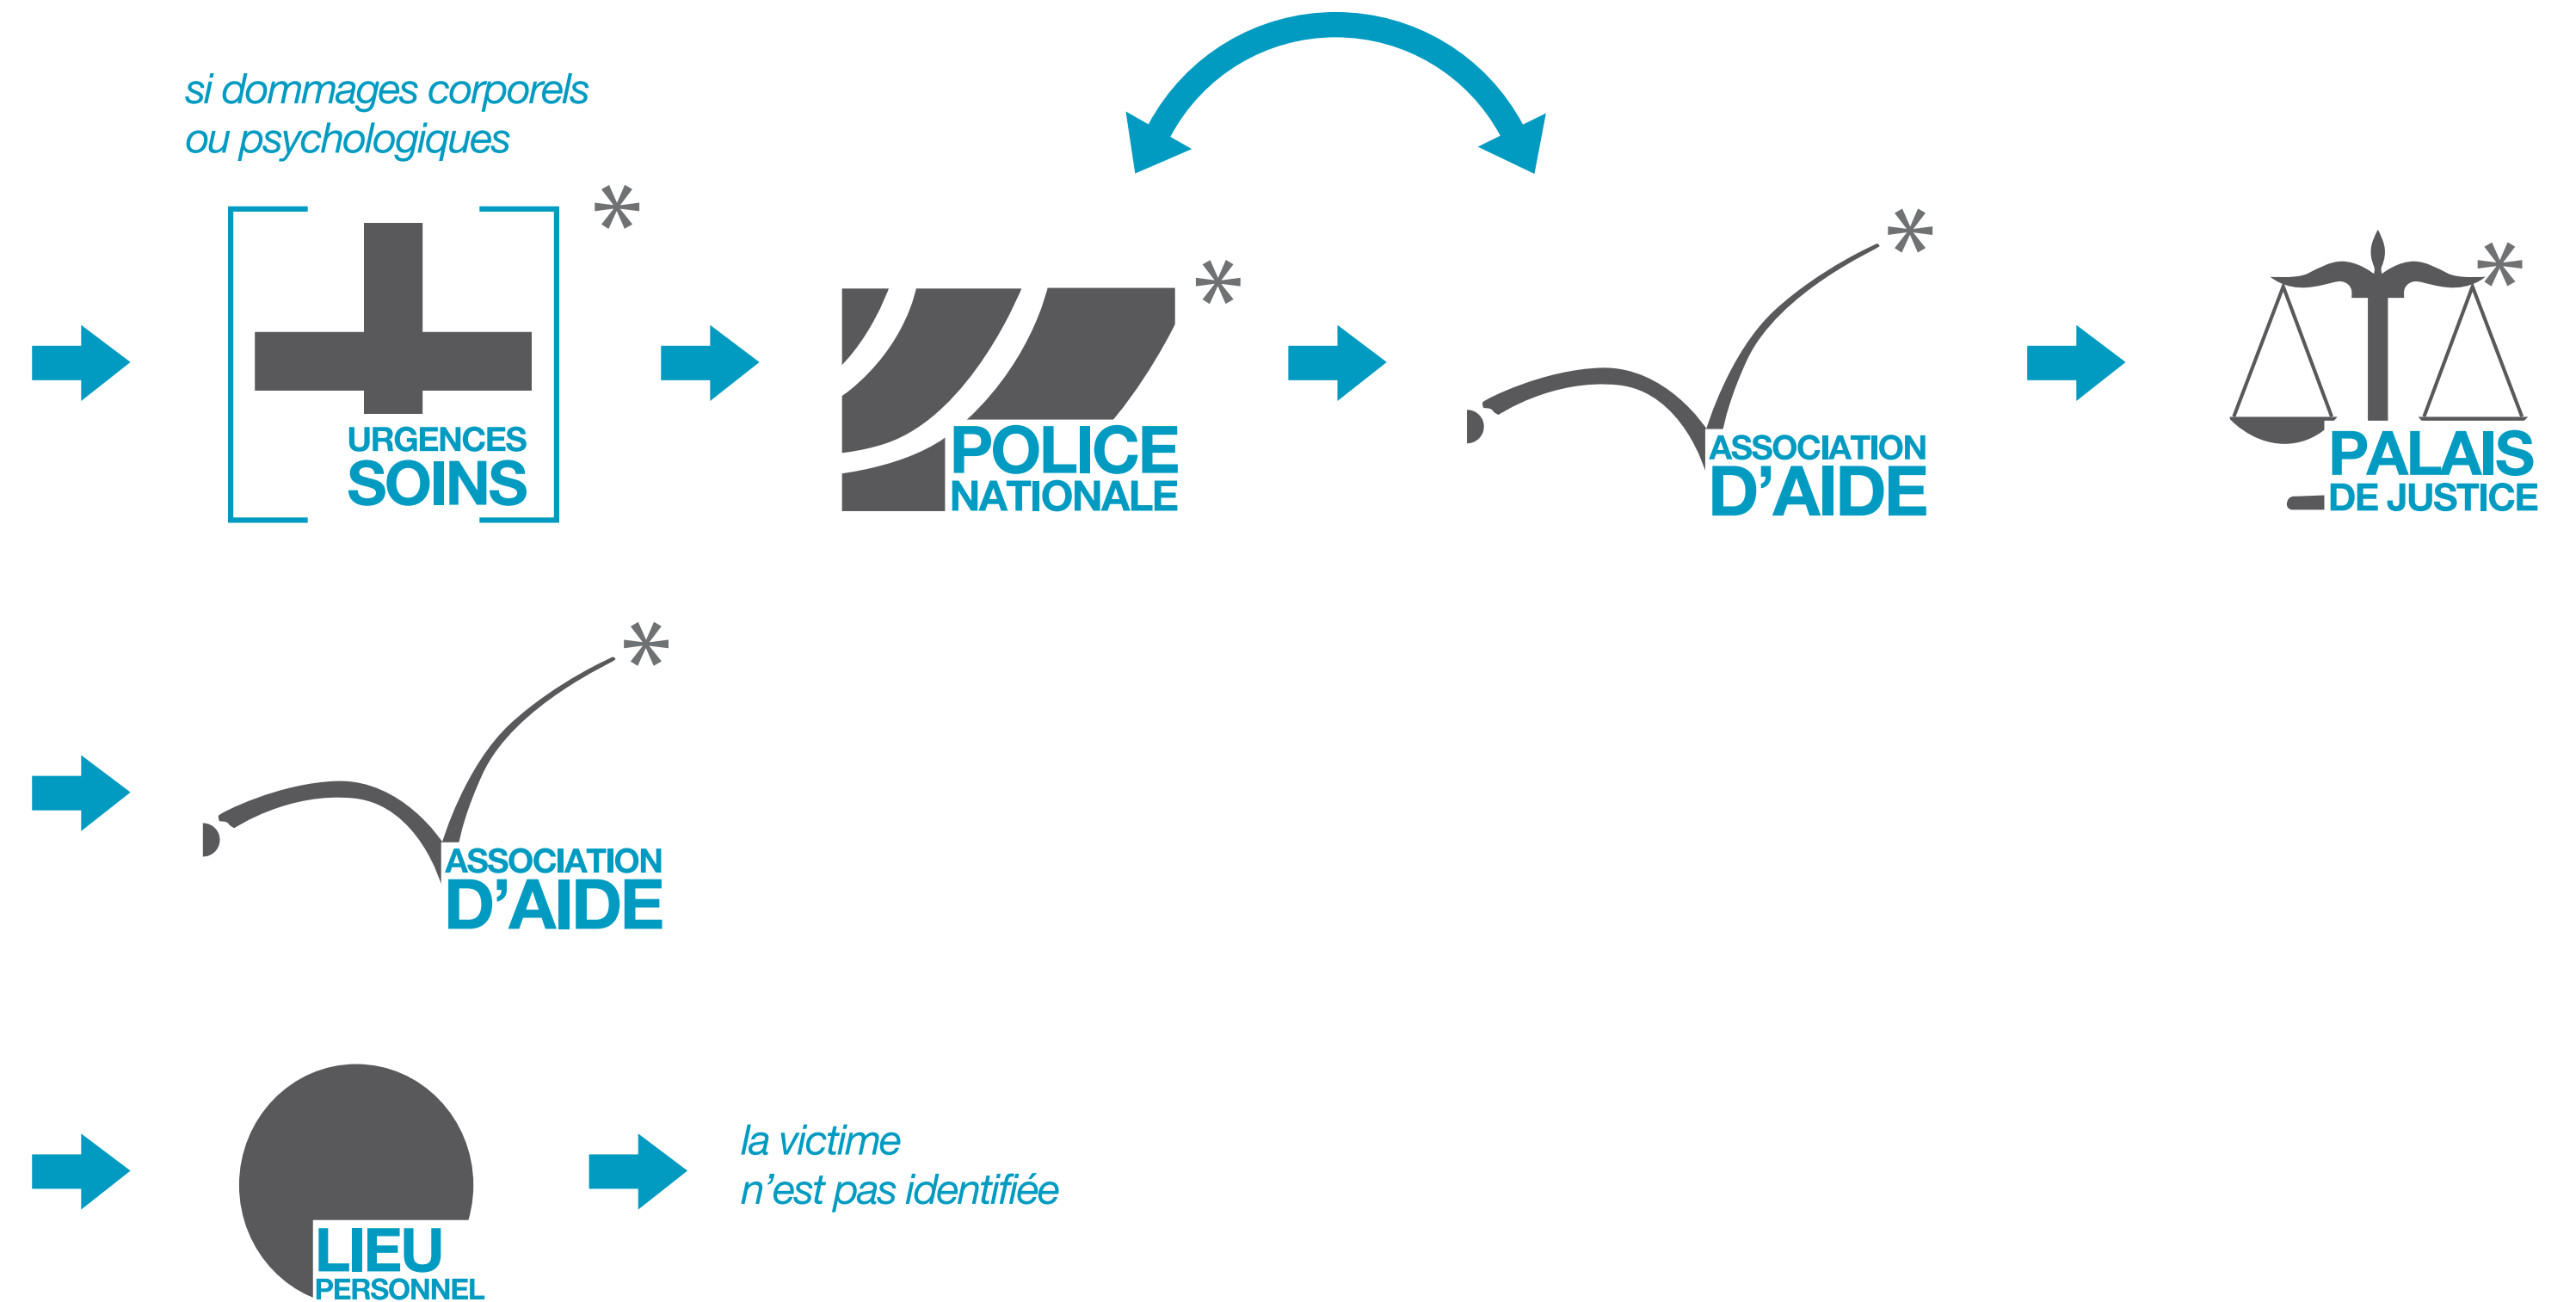 si dommages corporels
ou psychologiques
*
URGENCES
SOINS
*
POLICE
NATIONALE
*
ASSOCIATION
D’AIDE
*
PALAIS
DE JUSTICE
*
ASSOCIATION
D’AIDE
LIEU
PERSONNEL
la victime
n’est pas identifiée